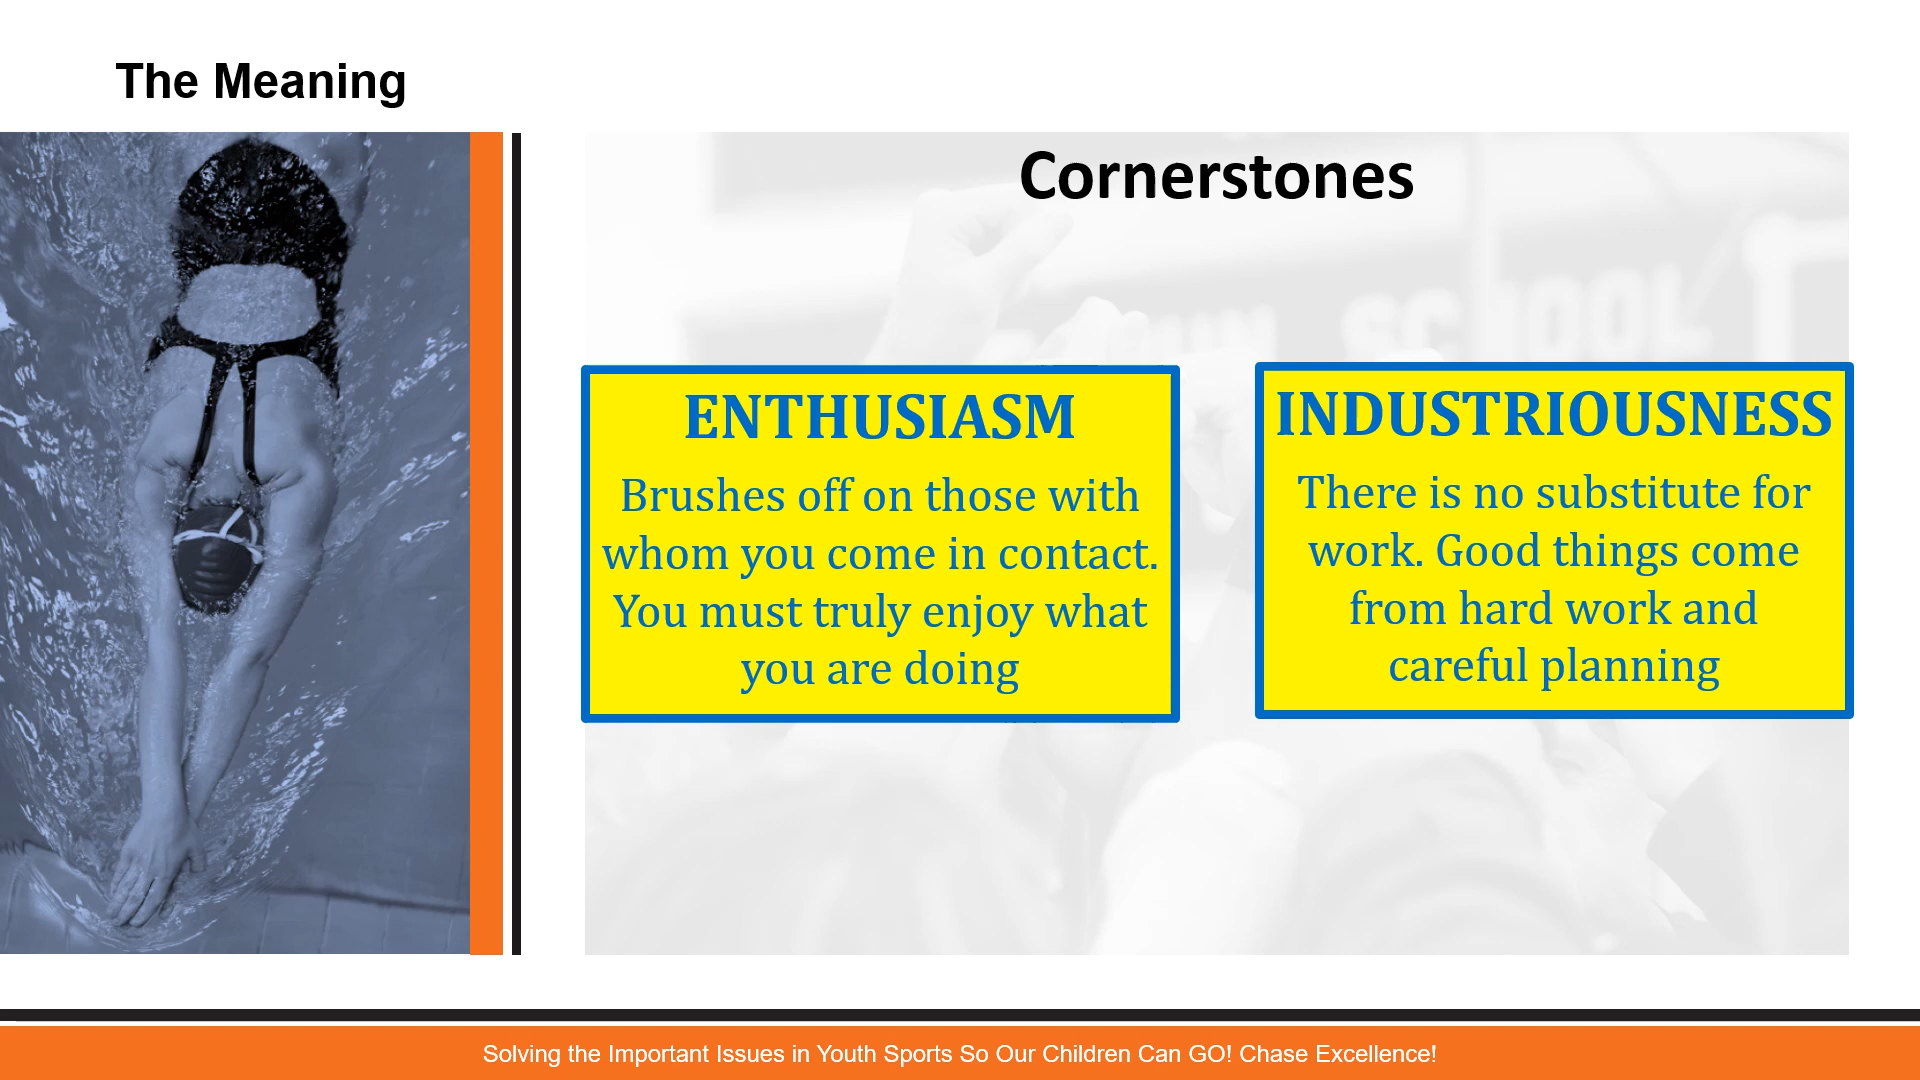 The Meaning
Cornerstones
ENTHUSIASM
Brushes off on those with
whom you come in contact.
You must truly enjoy what
you are doing
INDUSTRIOUSNESS
There is no substitute for
work. Good things come
from hard work and
careful planning
SCHOOL
Solving the Important Issues in Youth Sports So Our Children Can GO! Chase Excellence!